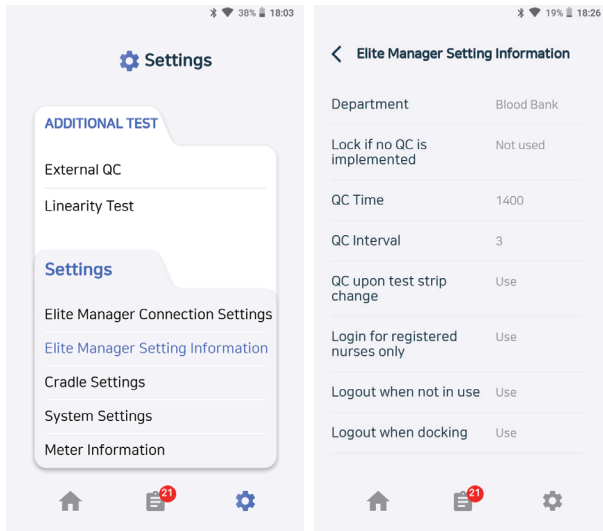 38% 18:03
Settings
ADDITIONAL TEST
External QC
Linearity Test
Settings
Elite Manager Connection Settings
Elite Manager Setting Information
Cradle Settings
System Settings
Meter Information
21
19% 18:26
Elite Manager Setting Information
Department Blood Bank
Lock if no QC is Not used
implemented
QC Time 1400
QC Interval 3
QC upon test strip Use
change
Login for registered Use
nurses only
Logout when not in use Use
Logout when docking Use
21